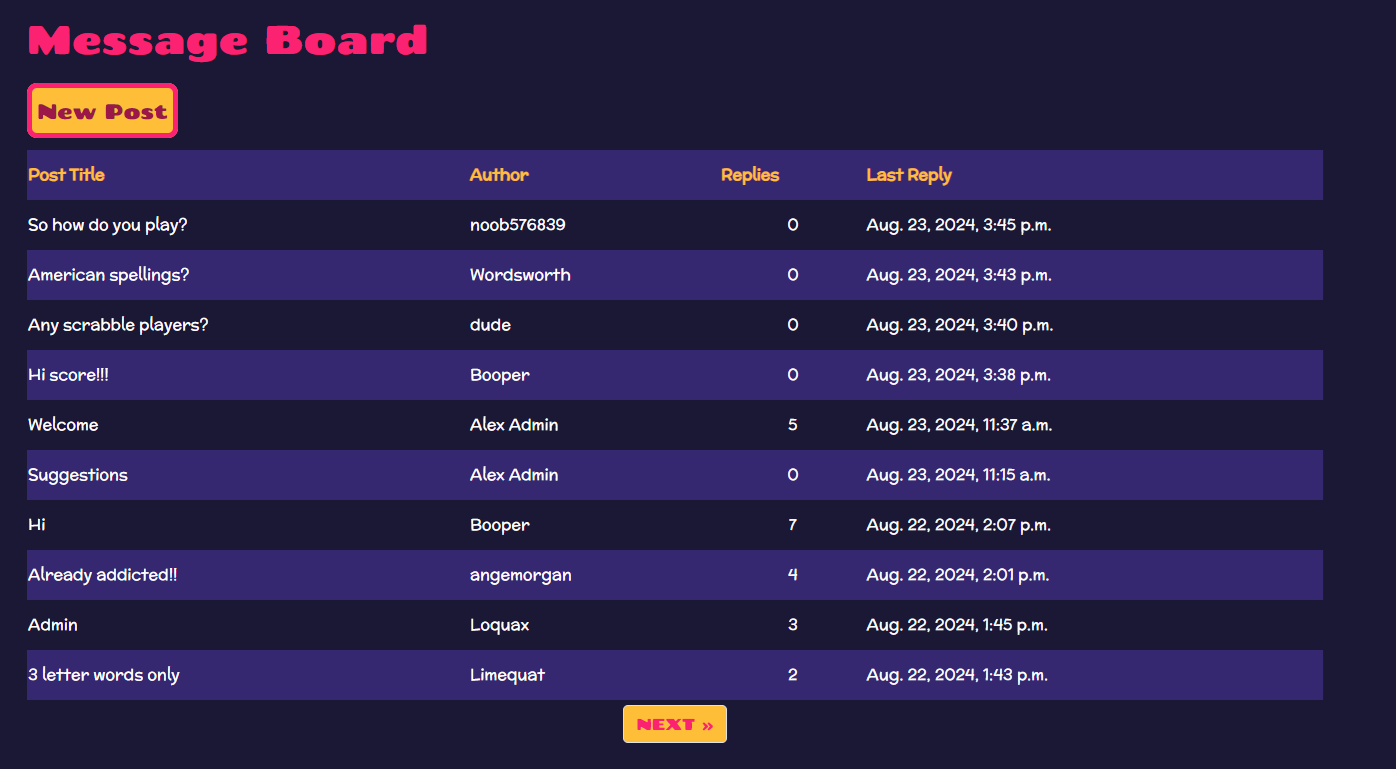 Message Board
New Post
Post Title Author Replies Last Reply
So how do you play? noob576839 0 Aug. 23, 2024, 3:45 p.m.
American spellings? Wordsworth 0 Aug. 23, 2024, 3:43 p.m.
Any scrabble players? dude 0 Aug. 23, 2024, 3:40 p.m.
Hi score!!! Booper 0 Aug. 23, 2024, 3:38 p.m.
Welcome Alex Admin 5 Aug. 23, 2024, 11:37 a.m.
Suggestions Alex Admin 0 Aug. 23, 2024, 11:15 a.m.
Hi Booper 7 Aug. 22, 2024, 2:07 p.m.
Already addicted!! angemorgan 4 Aug. 22, 2024, 2:01 p.m.
Admin Loquax 3 Aug. 22, 2024, 1:45 p.m.
3 letter words only Limequat 2 Aug. 22, 2024, 1:43 p.m.
NEXT »